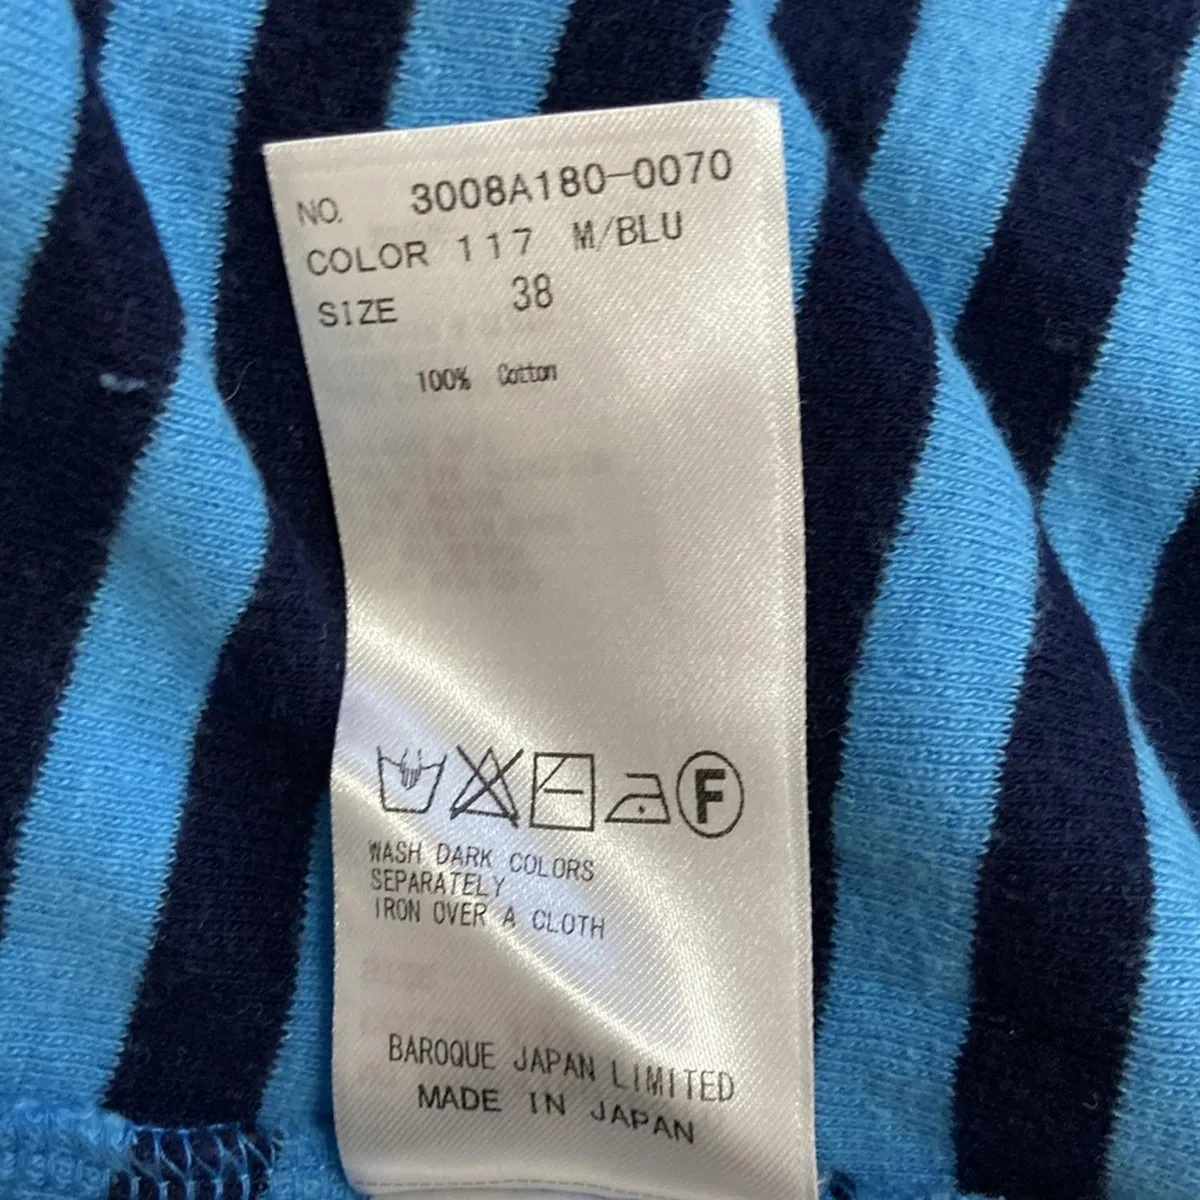 NO. 3008A180-0070
COLOR 117 M/BLU
SIZE 38
100% Cotton
F
WASH DARK COLORS
SEPARATELY
IRON OVER A CLOTH
BAROQUE JAPAN LIMITED
MADE IN JAPAN